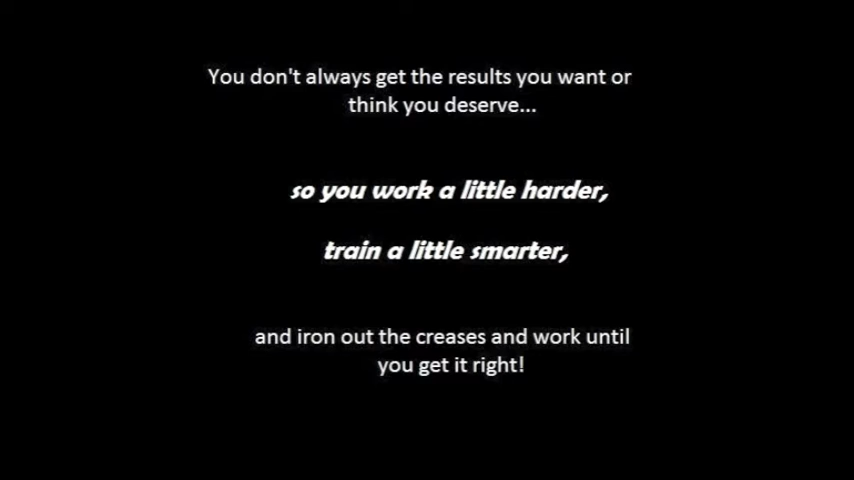 You don't always get the results you want or
think you deserve...
so you work a little harder,
train a little smarter,
and iron out the creases and work until
you get it right!